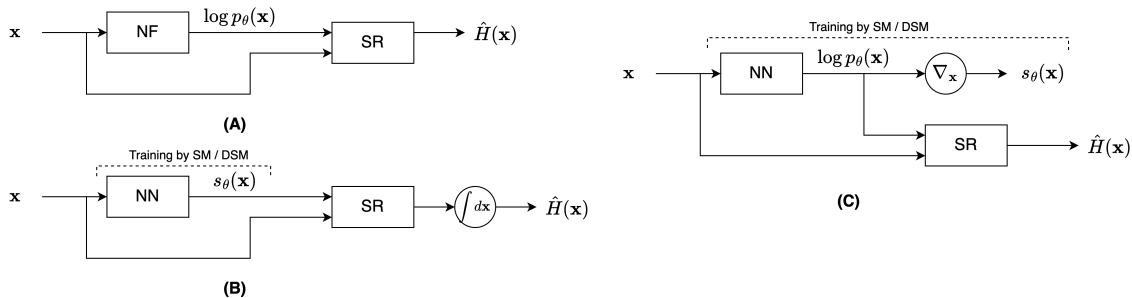 x
NF
log p_θ(x)
SR
Ĥ(x)
(A)
Training by SM / DSM
x
NN
s_θ(x)
SR
∫ dx
Ĥ(x)
(B)
Training by SM / DSM
x
NN
log p_θ(x)
∇_x
s_θ(x)
SR
Ĥ(x)
(C)